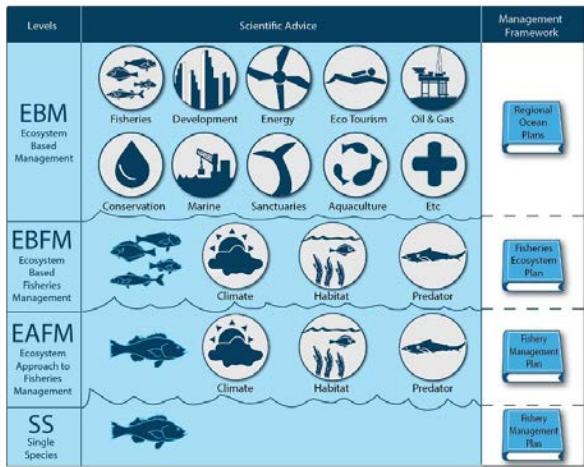 Levels
Scientific Advice
Management
Framework
EBM
Ecosystem
Based
Management
Fisheries
Development
Energy
Eco Tourism
Oil & Gas
Conservation
Marine
Sanctuaries
Aquaculture
Etc
Regional
Ocean
Plans
EBFM
Ecosystem
Based
Fisheries
Management
Climate
Habitat
Predator
Fisheries
Ecosystem
Plan
EAFM
Ecosystem
Approach to
Fisheries
Management
Climate
Habitat
Predator
Fishery
Management
Plan
SS
Single
Species
Fishery
Management
Plan